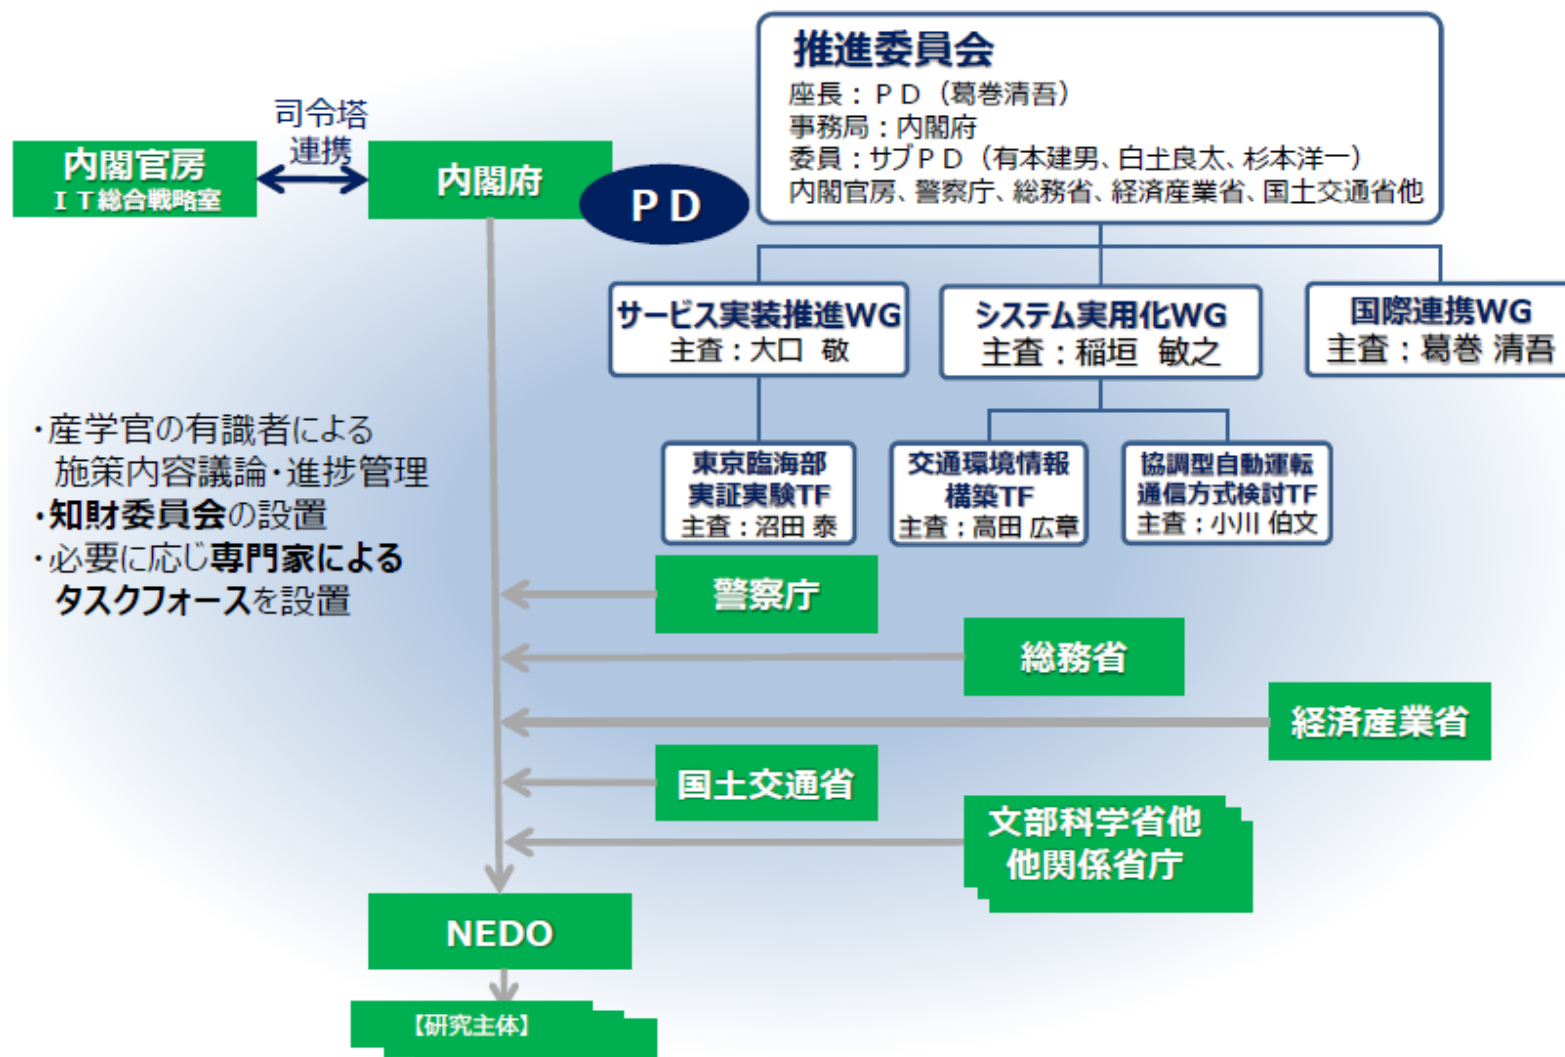 推進委員会
座長：ＰＤ（葛巻清吾）
事務局：内閣府
委員：サブＰＤ（有本建男、白土良太、杉本洋一）
内閣官房、警察庁、総務省、経済産業省、国土交通省他
司令塔
連携
内閣官房
ＩＴ総合戦略室
内閣府
ＰＤ
サービス実装推進WG
主査：大口 敬
システム実用化WG
主査：稲垣 敏之
国際連携WG
主査：葛巻 清吾
・産学官の有識者による
施策内容議論・進捗管理
・知財委員会の設置
・必要に応じ専門家による
タスクフォースを設置
東京臨海部
実証実験TF
主査：沼田 泰
交通環境情報
構築TF
主査：高田 広章
協調型自動運転
通信方式検討TF
主査：小川 伯文
警察庁
総務省
経済産業省
国土交通省
文部科学省他
他関係省庁
NEDO
【研究主体】